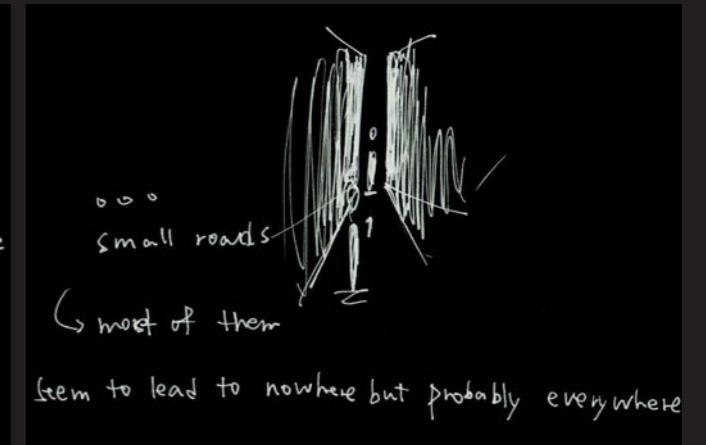 small roads
most of them
seem to lead to nowhere but probably everywhere